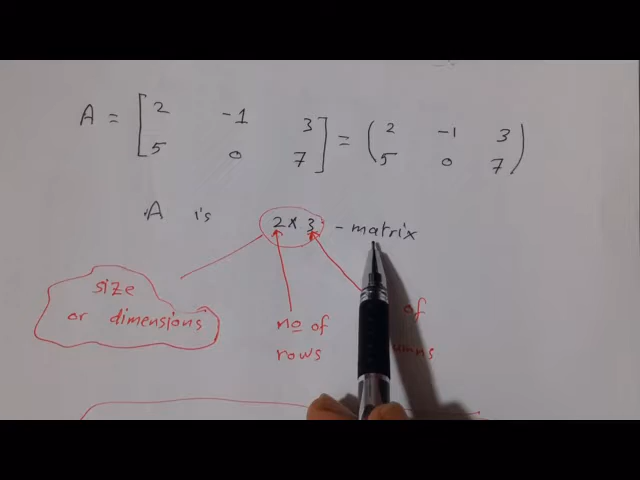 A = [ 2 -1 3 ] = ( 2 -1 3 )
5 0 7 5 0 7
A is 2 × 3 - matrix
size
or dimensions
no of
rows
of